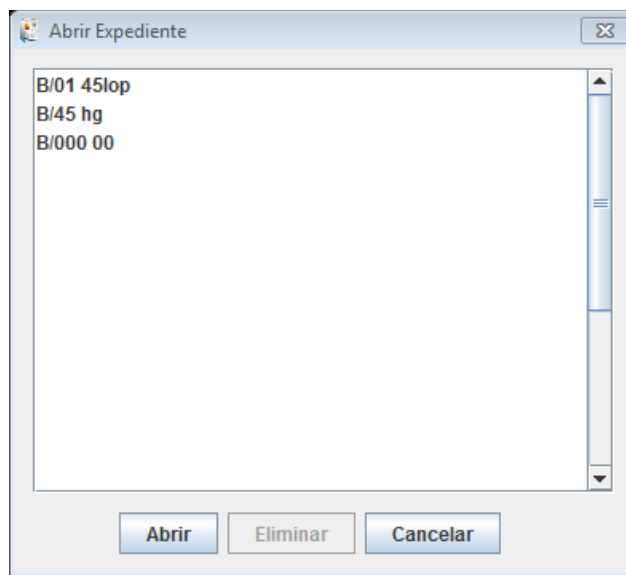 Abrir Expediente
B/01 45lop
B/45 hg
B/000 00
Abrir Eliminar Cancelar